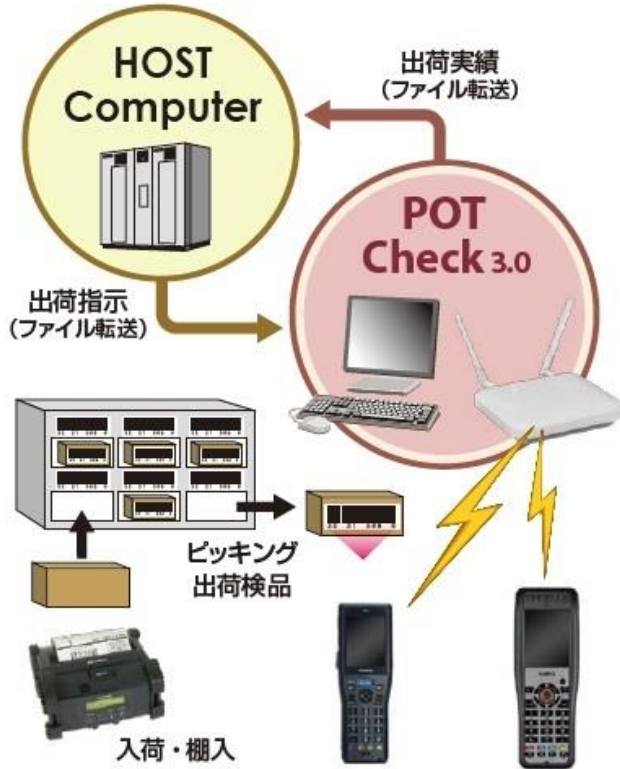 HOST
Computer
出荷実績
(ファイル転送)
POT
Check 3.0
出荷指示
(ファイル転送)
ピッキング
出荷検品
入荷・棚入